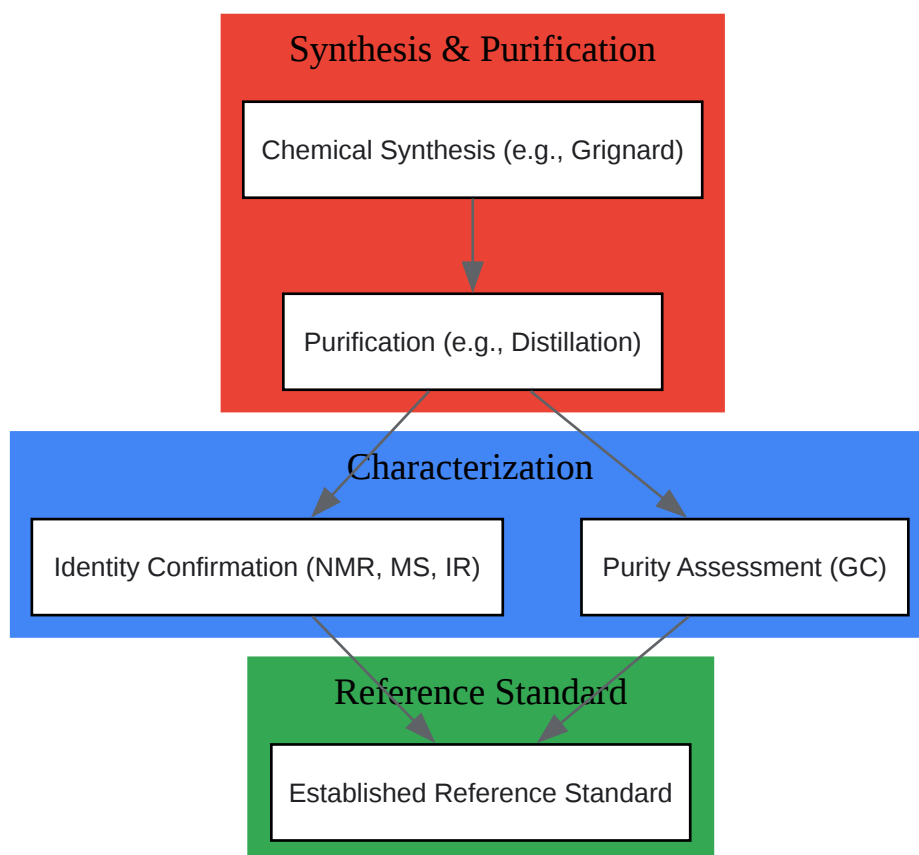 Synthesis & Purification
Chemical Synthesis (e.g., Grignard)
Purification (e.g., Distillation)
Characterization
Identity Confirmation (NMR, MS, IR)
Purity Assessment (GC)
Reference Standard
Established Reference Standard